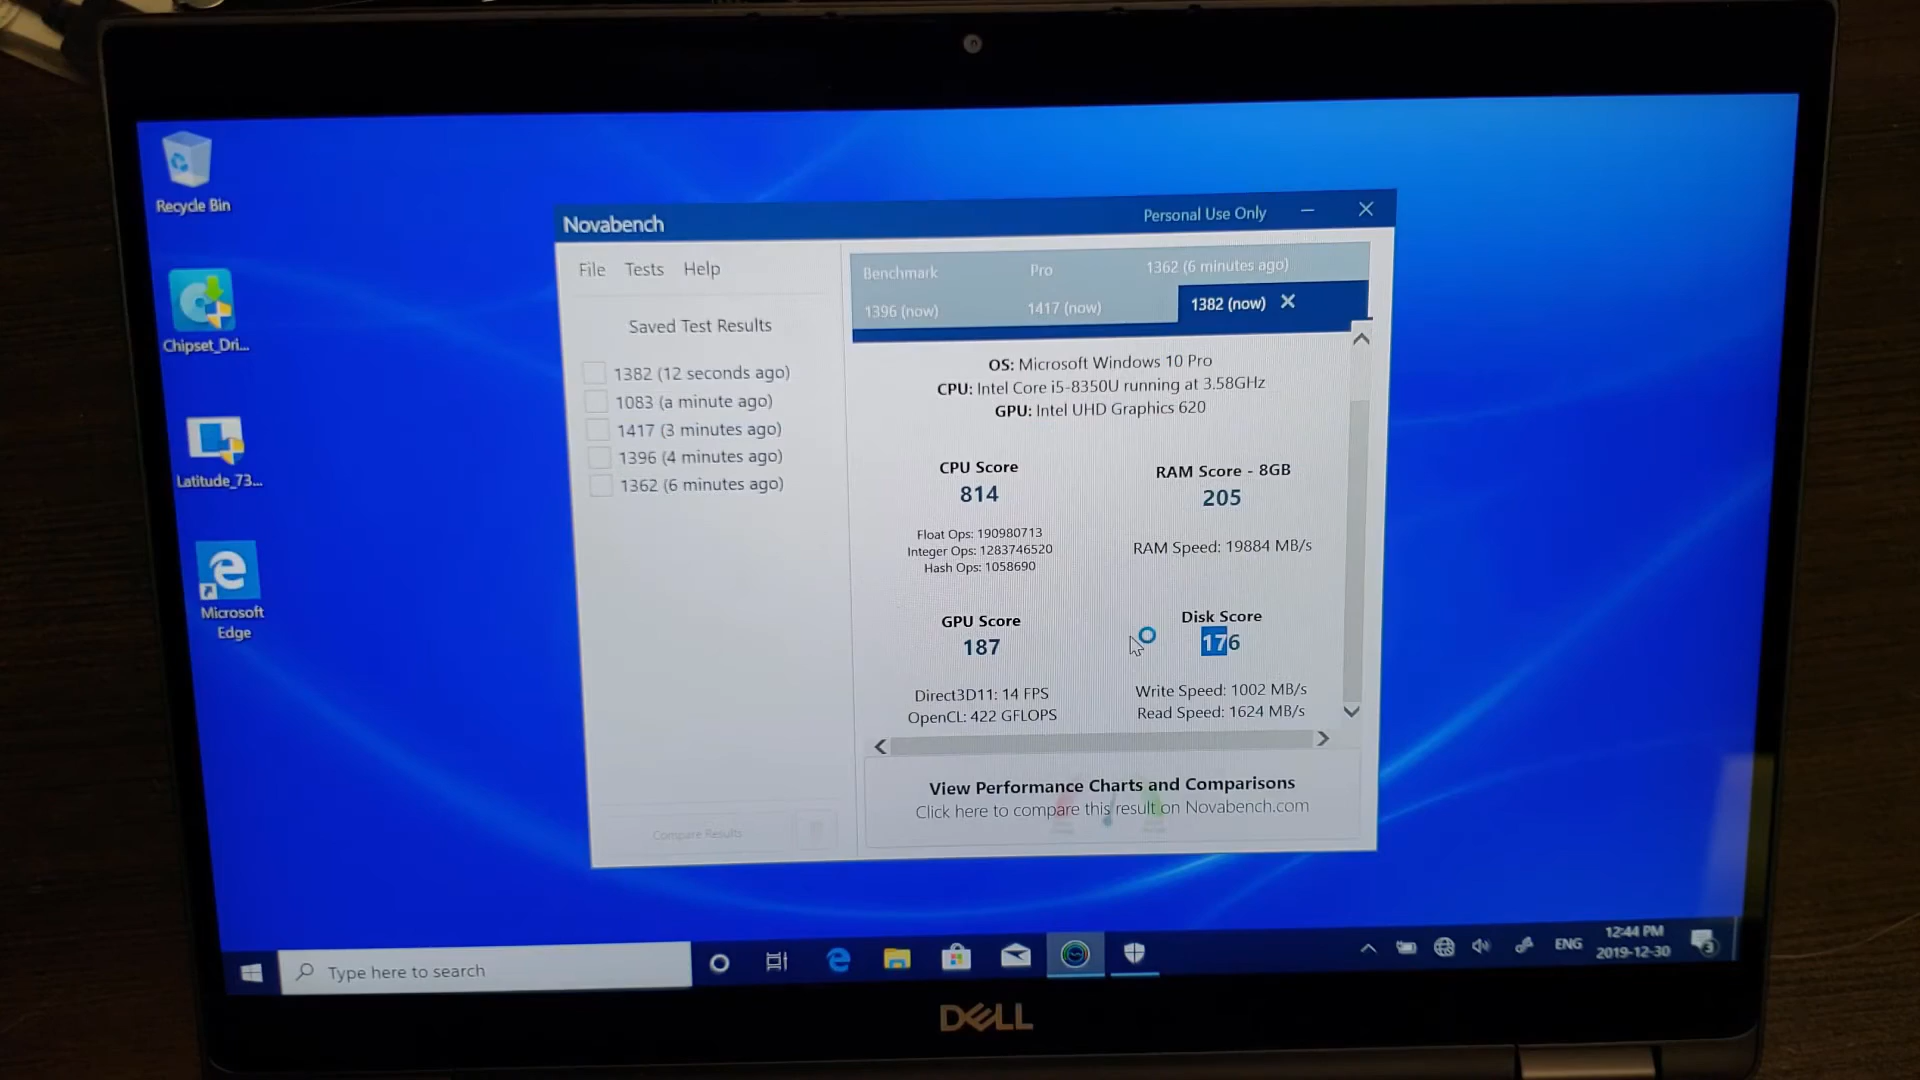 Recycle Bin
Chipset_Dri...
Latitude_73...
Microsoft
Edge
Novabench
Personal Use Only
File Tests Help
Saved Test Results
1382 (12 seconds ago)
1083 (a minute ago)
1417 (3 minutes ago)
1396 (4 minutes ago)
1362 (6 minutes ago)
Compare Results
Benchmark Pro 1362 (6 minutes ago)
1396 (now) 1417 (now) 1382 (now)
OS: Microsoft Windows 10 Pro
CPU: Intel Core i5-8350U running at 3.58GHz
GPU: Intel UHD Graphics 620
CPU Score
814
Float Ops: 190980713
Integer Ops: 1283746520
Hash Ops: 1058690
RAM Score - 8GB
205
RAM Speed: 19884 MB/s
GPU Score
187
Direct3D11: 14 FPS
OpenCL: 422 GFLOPS
Disk Score
176
Write Speed: 1002 MB/s
Read Speed: 1624 MB/s
View Performance Charts and Comparisons
Click here to compare this result on Novabench.com
Type here to search
ENG
12:44 PM
2019-12-30
3
DELL